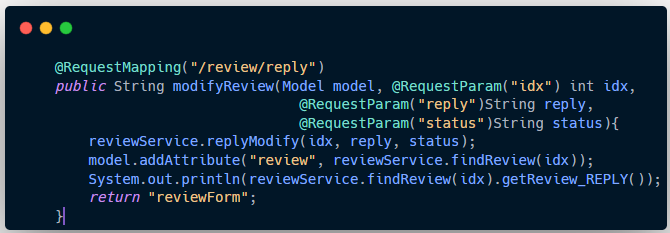 @RequestMapping("/review/reply")
public String modifyReview(Model model, @RequestParam("idx") int idx,
@RequestParam("reply")String reply,
@RequestParam("status")String status){
reviewService.replyModify(idx, reply, status);
model.addAttribute("review", reviewService.findReview(idx));
System.out.println(reviewService.findReview(idx).getReview_REPLY());
return "reviewForm";
}